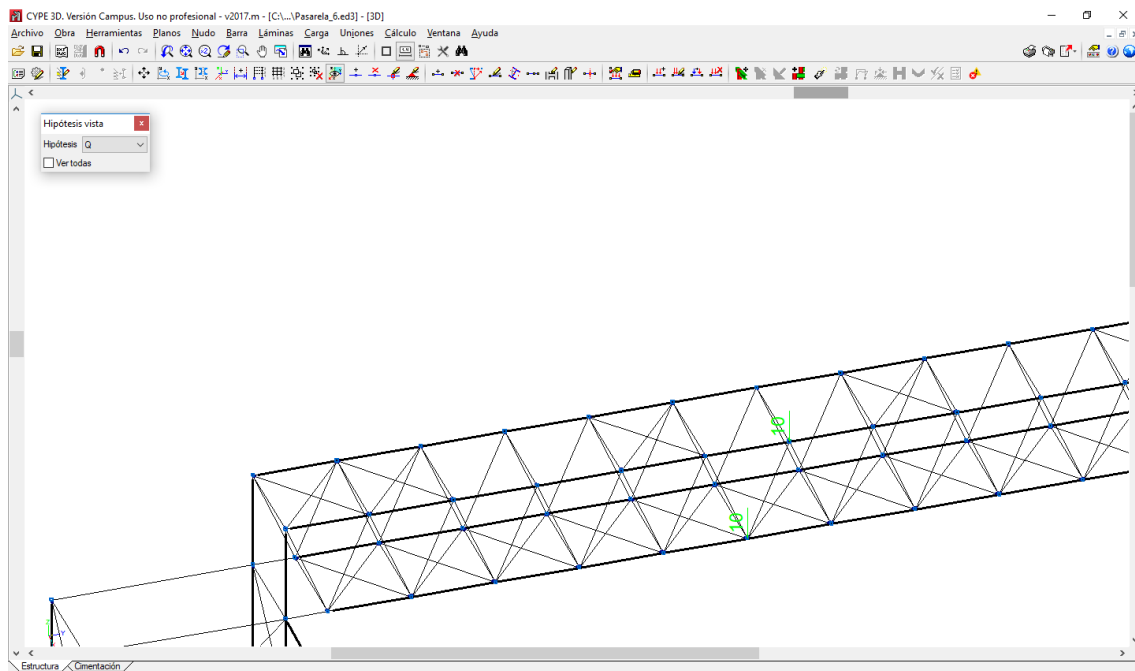 CYPE 3D. Versión Campus. Uso no profesional - v2017.m - [C:\...\Pasarela_6.ed3] - [3D]
Archivo Obra Herramientas Planos Nudo Barra Láminas Carga Uniones Cálculo Ventana Ayuda
Hipótesis vista
Hipótesis Q
Ver todas
10
10
Y
Estructura Cimentación